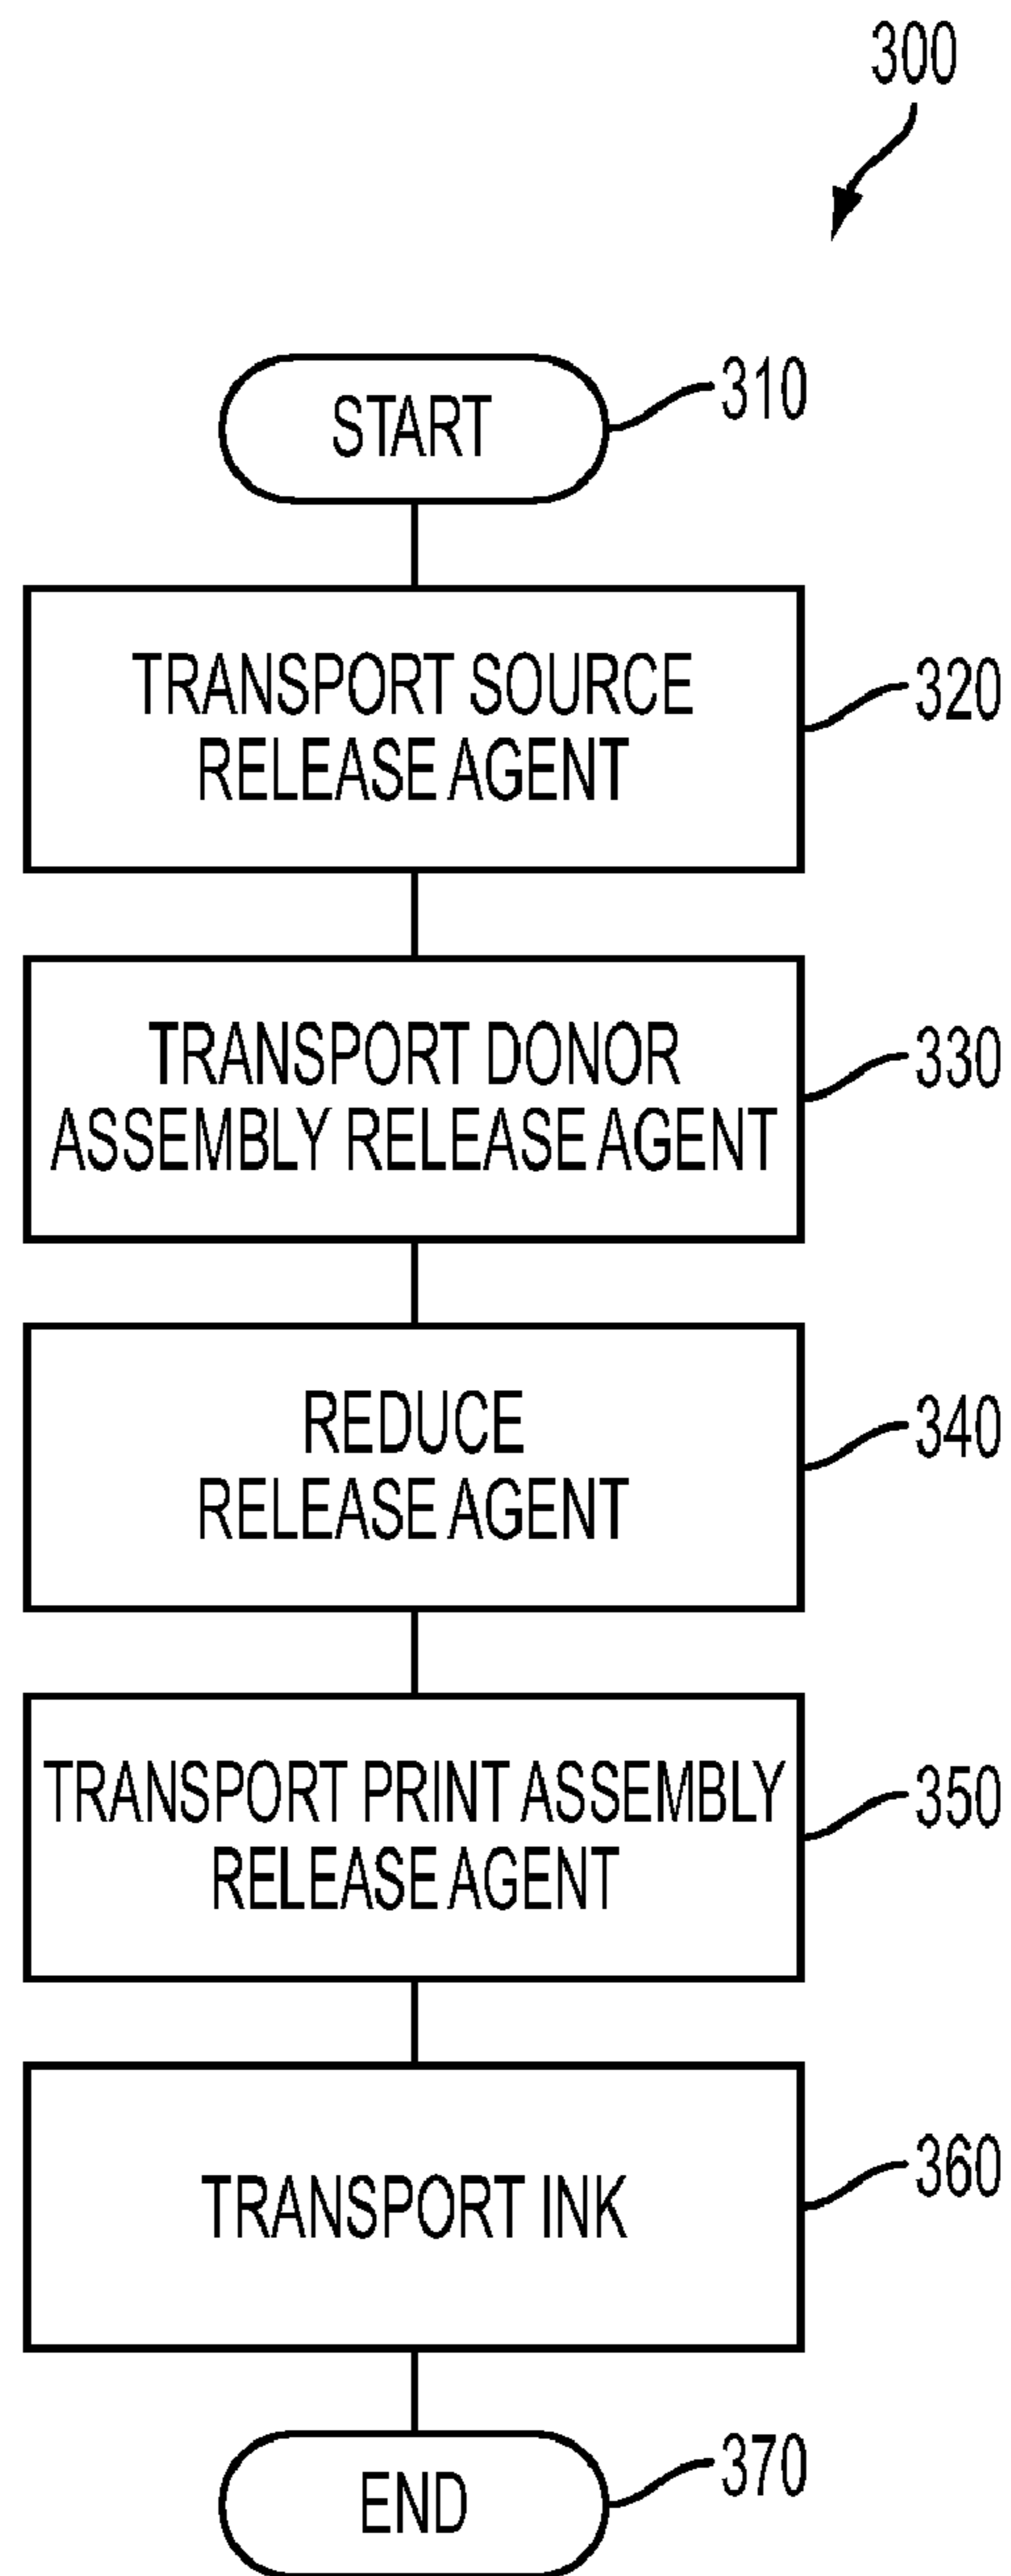 300
START
310
TRANSPORT SOURCE
RELEASE AGENT
320
TRANSPORT DONOR
ASSEMBLY RELEASE AGENT
330
REDUCE
RELEASE AGENT
340
TRANSPORT PRINT ASSEMBLY
RELEASE AGENT
350
TRANSPORT INK
360
END
370